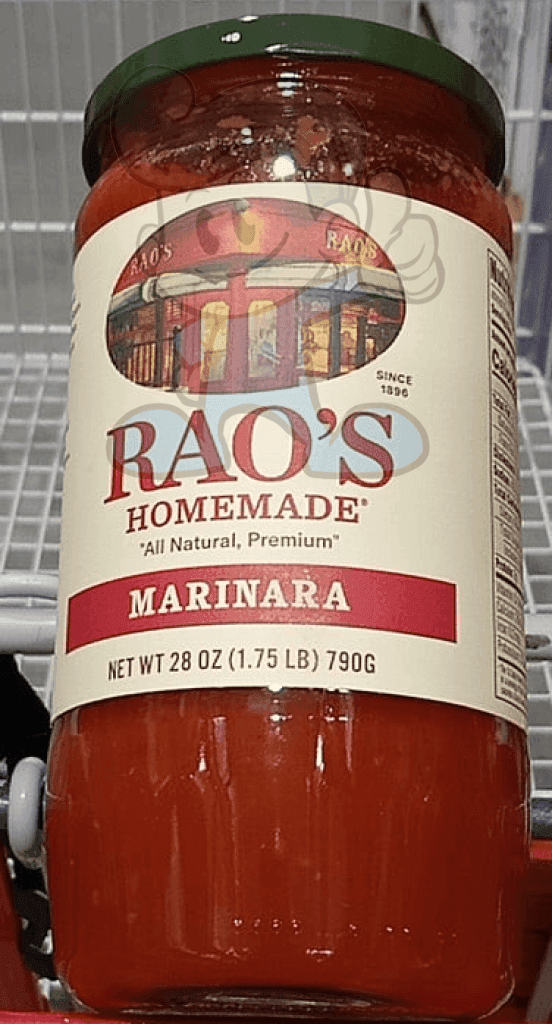 RAO'S
RAO'S
SINCE
1896
RAO'S
HOMEMADE®
"All Natural, Premium"
MARINARA
NET WT 28 OZ (1.75 LB) 790G